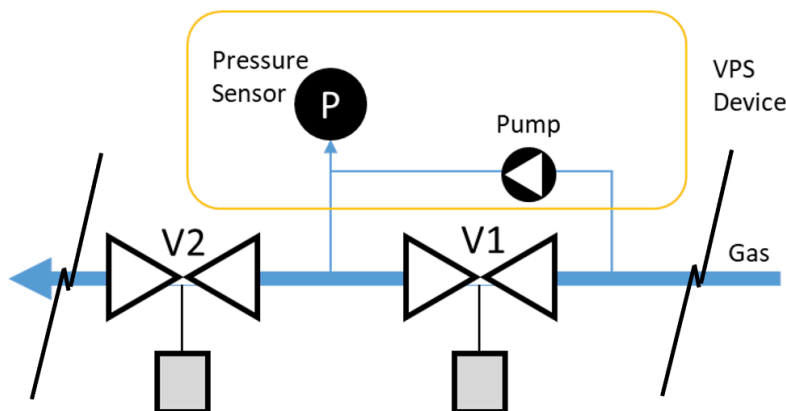 Pressure
Sensor
P
Pump
VPS
Device
V2
V1
Gas